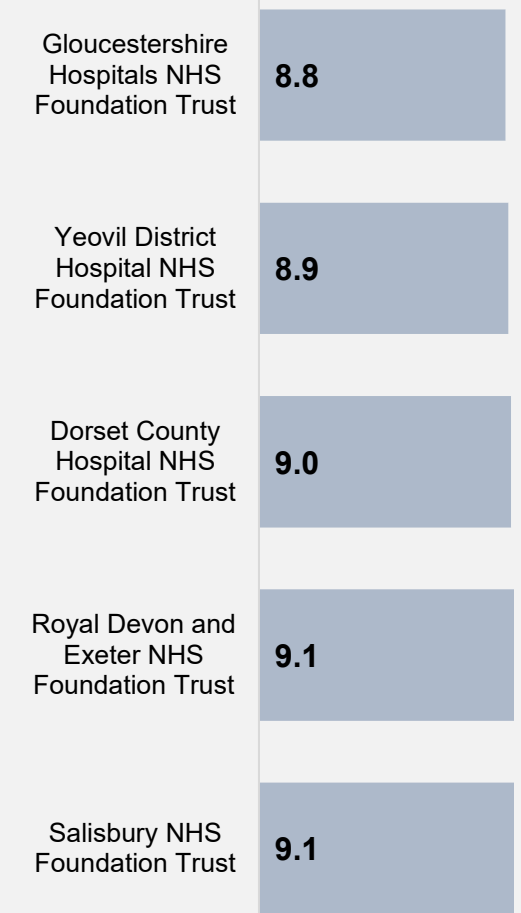 Gloucestershire
Hospitals NHS
Foundation Trust
8.8
Yeovil District
Hospital NHS
Foundation Trust
8.9
Dorset County
Hospital NHS
Foundation Trust
9.0
Royal Devon and
Exeter NHS
Foundation Trust
9.1
Salisbury NHS
Foundation Trust
9.1